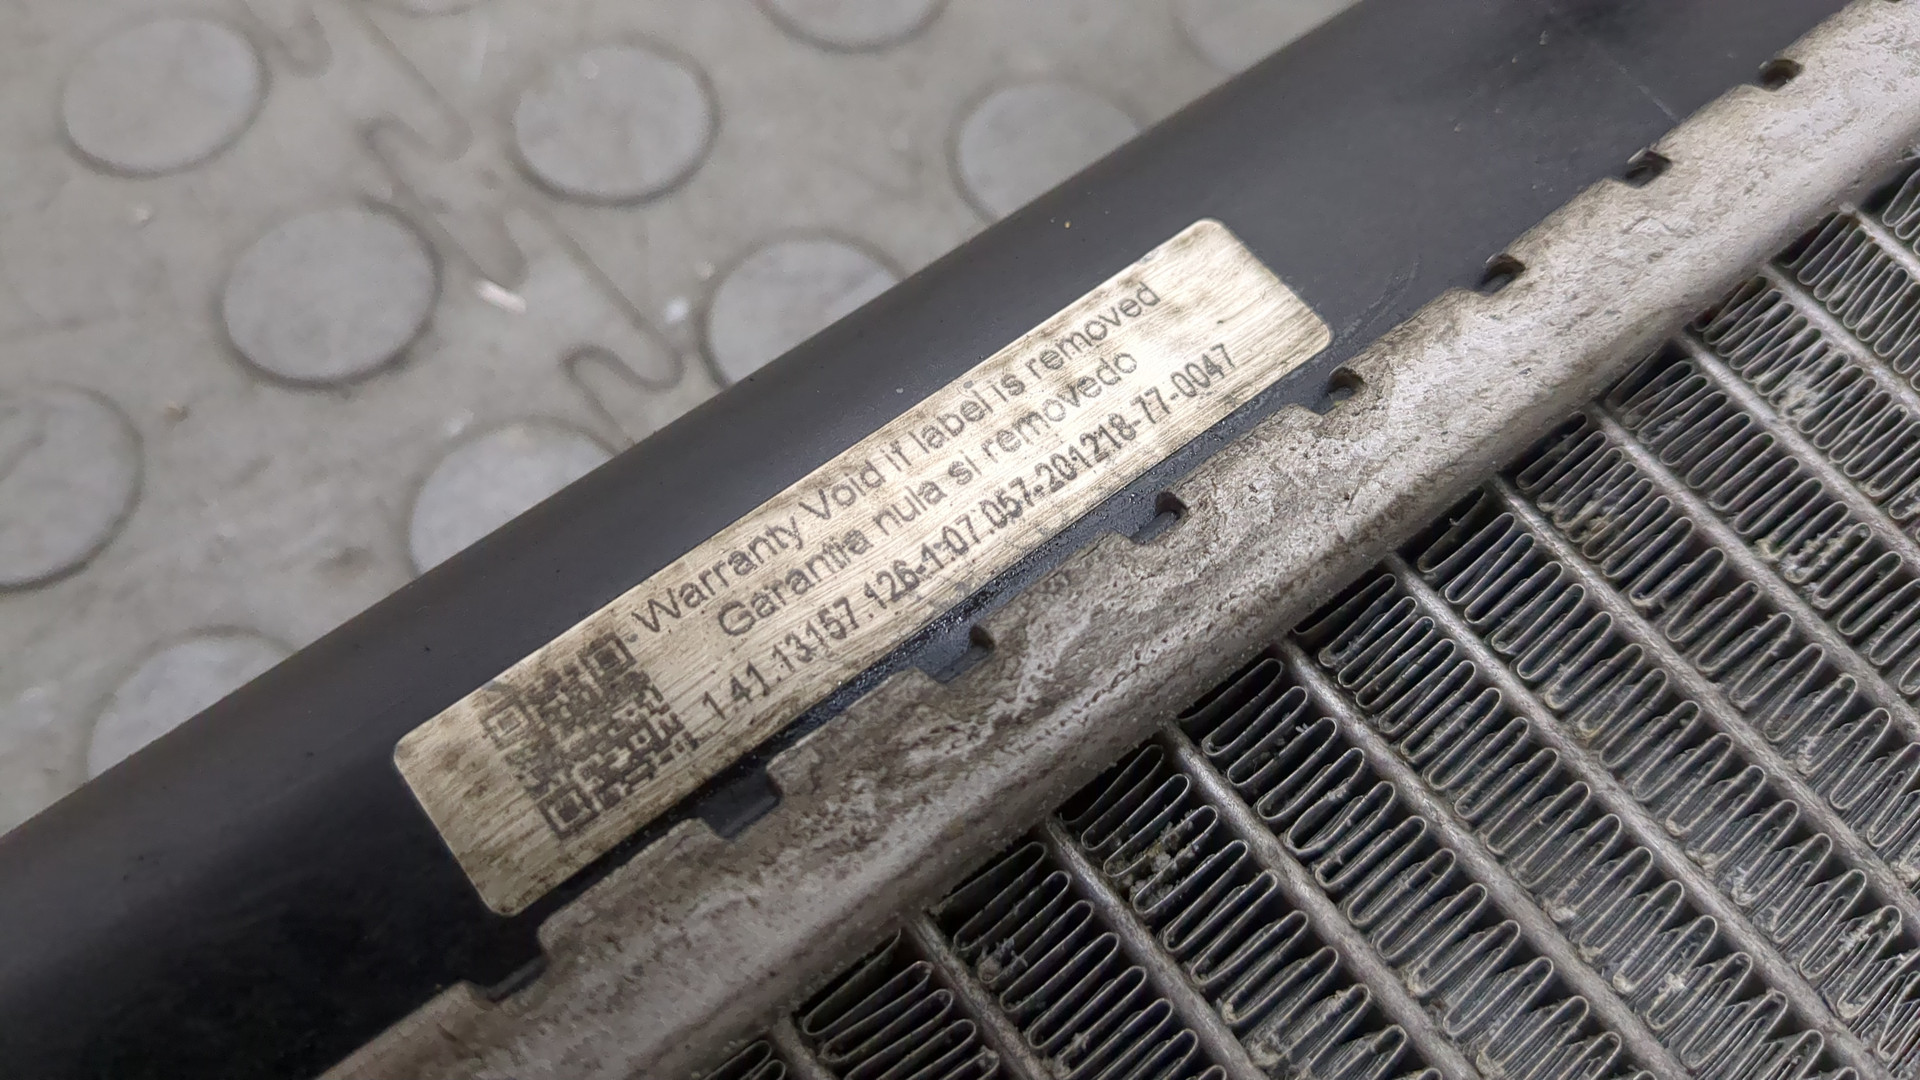 Warranty Void if label is removed
Garantia nula si removedo
141.13157.126-1.07.057-201218-77-0047